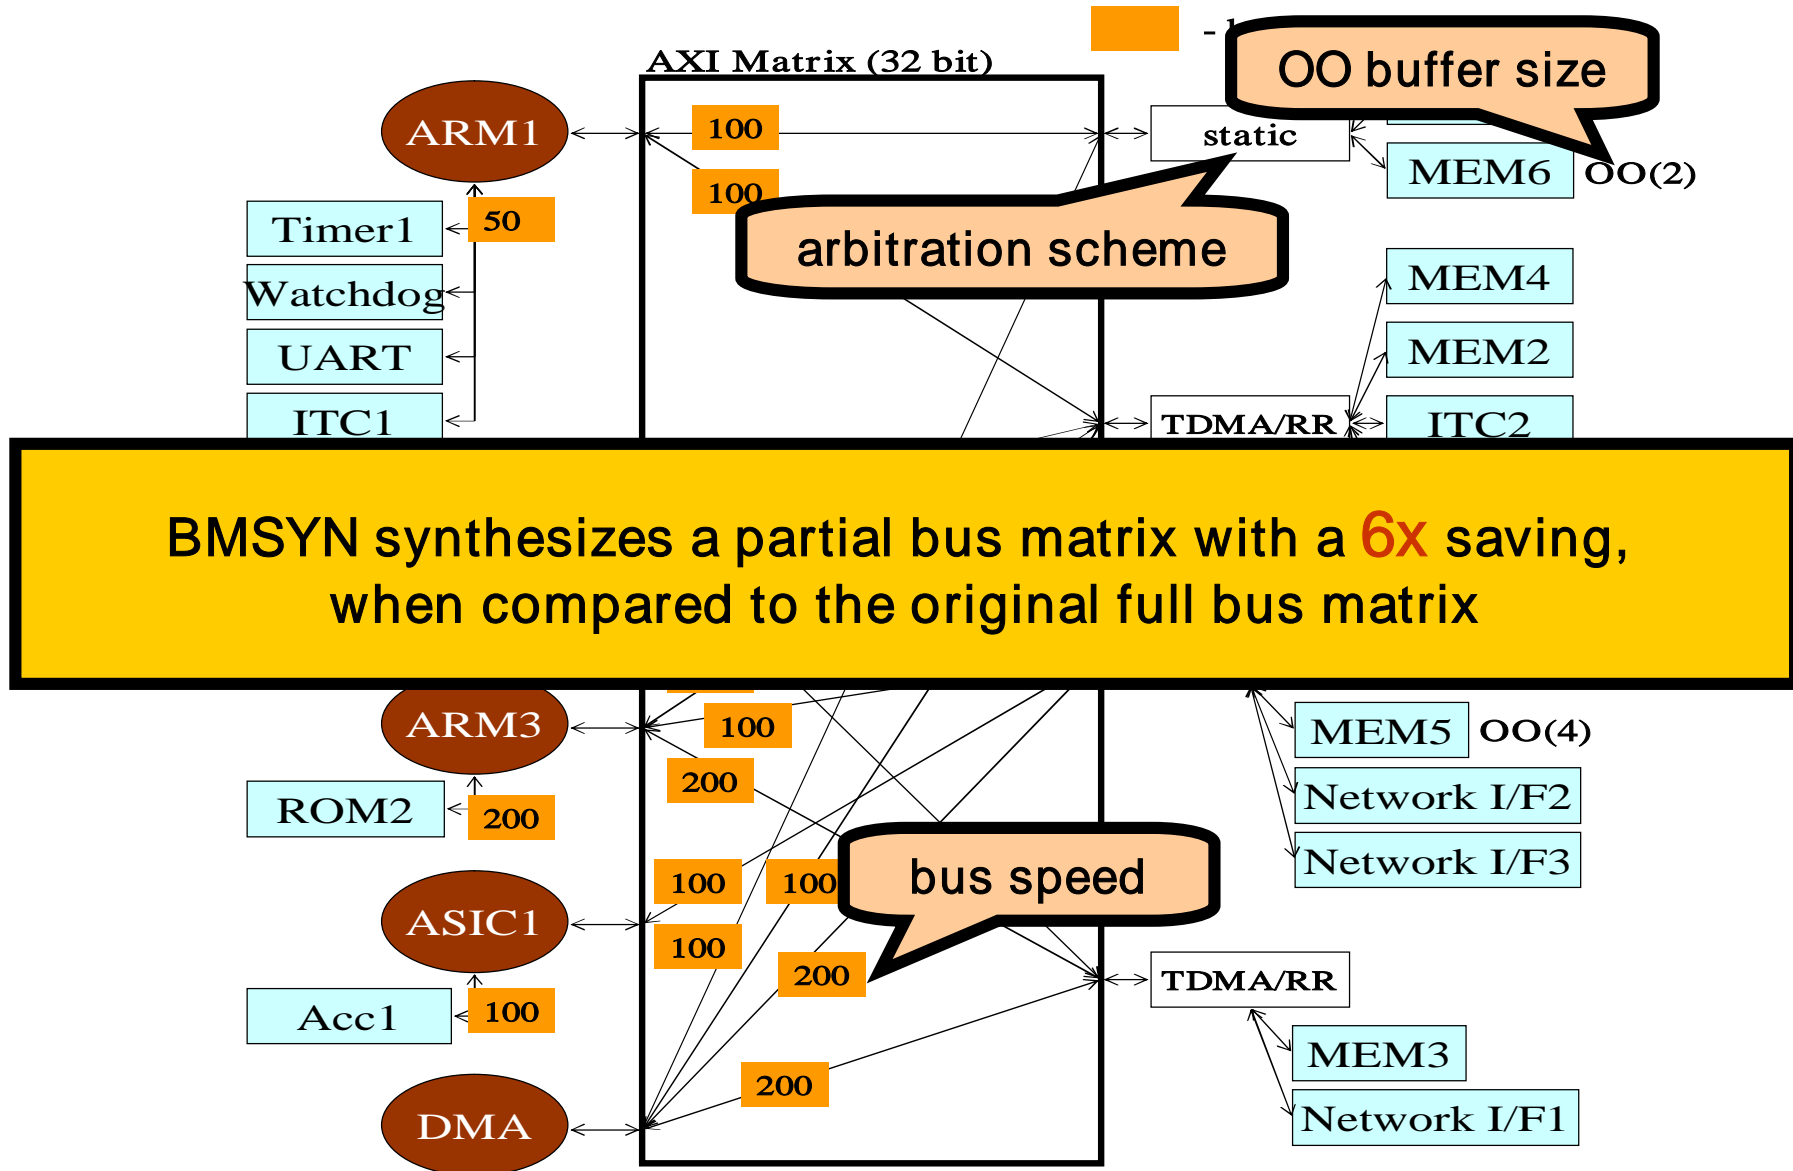 AXI Matrix (32 bit)
OO buffer size
ARM1
100
static
100
MEM6 OO(2)
Timer1
50
arbitration scheme
Watchdog
MEM4
UART
MEM2
ITC1
TDMA/RR
ITC2
BMSYN synthesizes a partial bus matrix with a 6x saving,
when compared to the original full bus matrix
ARM3
100
MEM5 OO(4)
200
ROM2
200
Network I/F2
Network I/F3
100
100
bus speed
ASIC1
100
200
TDMA/RR
Acc1
100
MEM3
200
DMA
Network I/F1